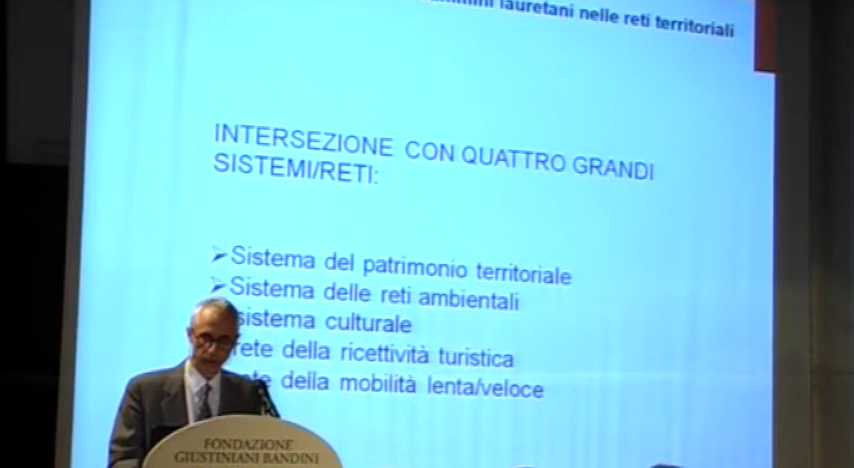 lauretani nelle reti territoriali
INTERSEZIONE CON QUATTRO GRANDI
SISTEMI/RETI:
Sistema del patrimonio territoriale
Sistema delle reti ambientali
sistema culturale
rete della ricettività turistica
della mobilità lenta/veloce
FONDAZIONE
GIUSTINIANI BANDINI